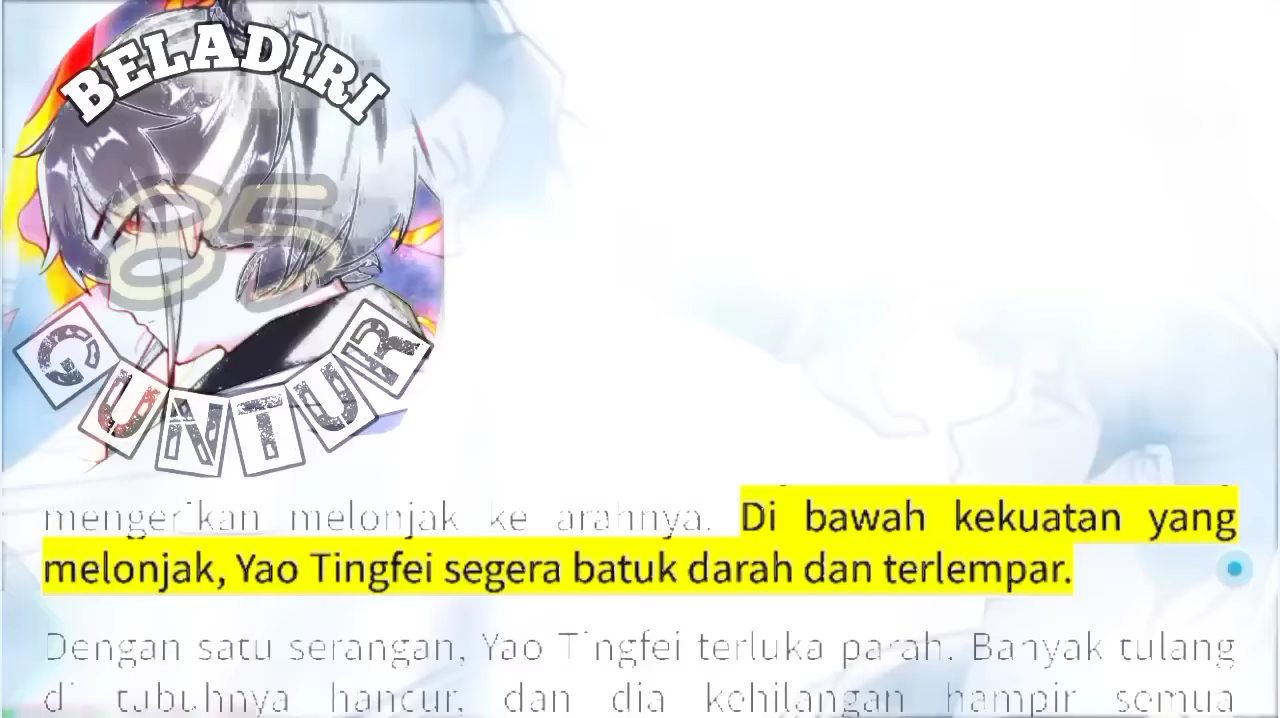 BELADIRI
85
GUNTUR
mengerikan melonjak ke arahnya. Di bawah kekuatan yang
melonjak, Yao Tingfei segera batuk darah dan terlempar.
Dengan satu serangan, Yao Tingfei terluka parah. Banyak tulang
di tubuhnya hancur, dan dia kehilangan hampir semua